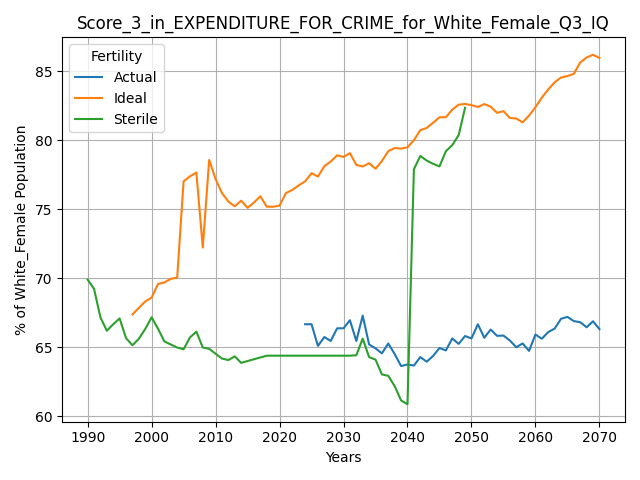 Score_3_in_EXPENDITURE_FOR_CRIME_for_White_Female_Q3_IQ
Fertility
Actual
Ideal
Sterile
% of White_Female Population
85
80
75
70
65
60
1990 2000 2010 2020 2030 2040 2050 2060 2070
Years